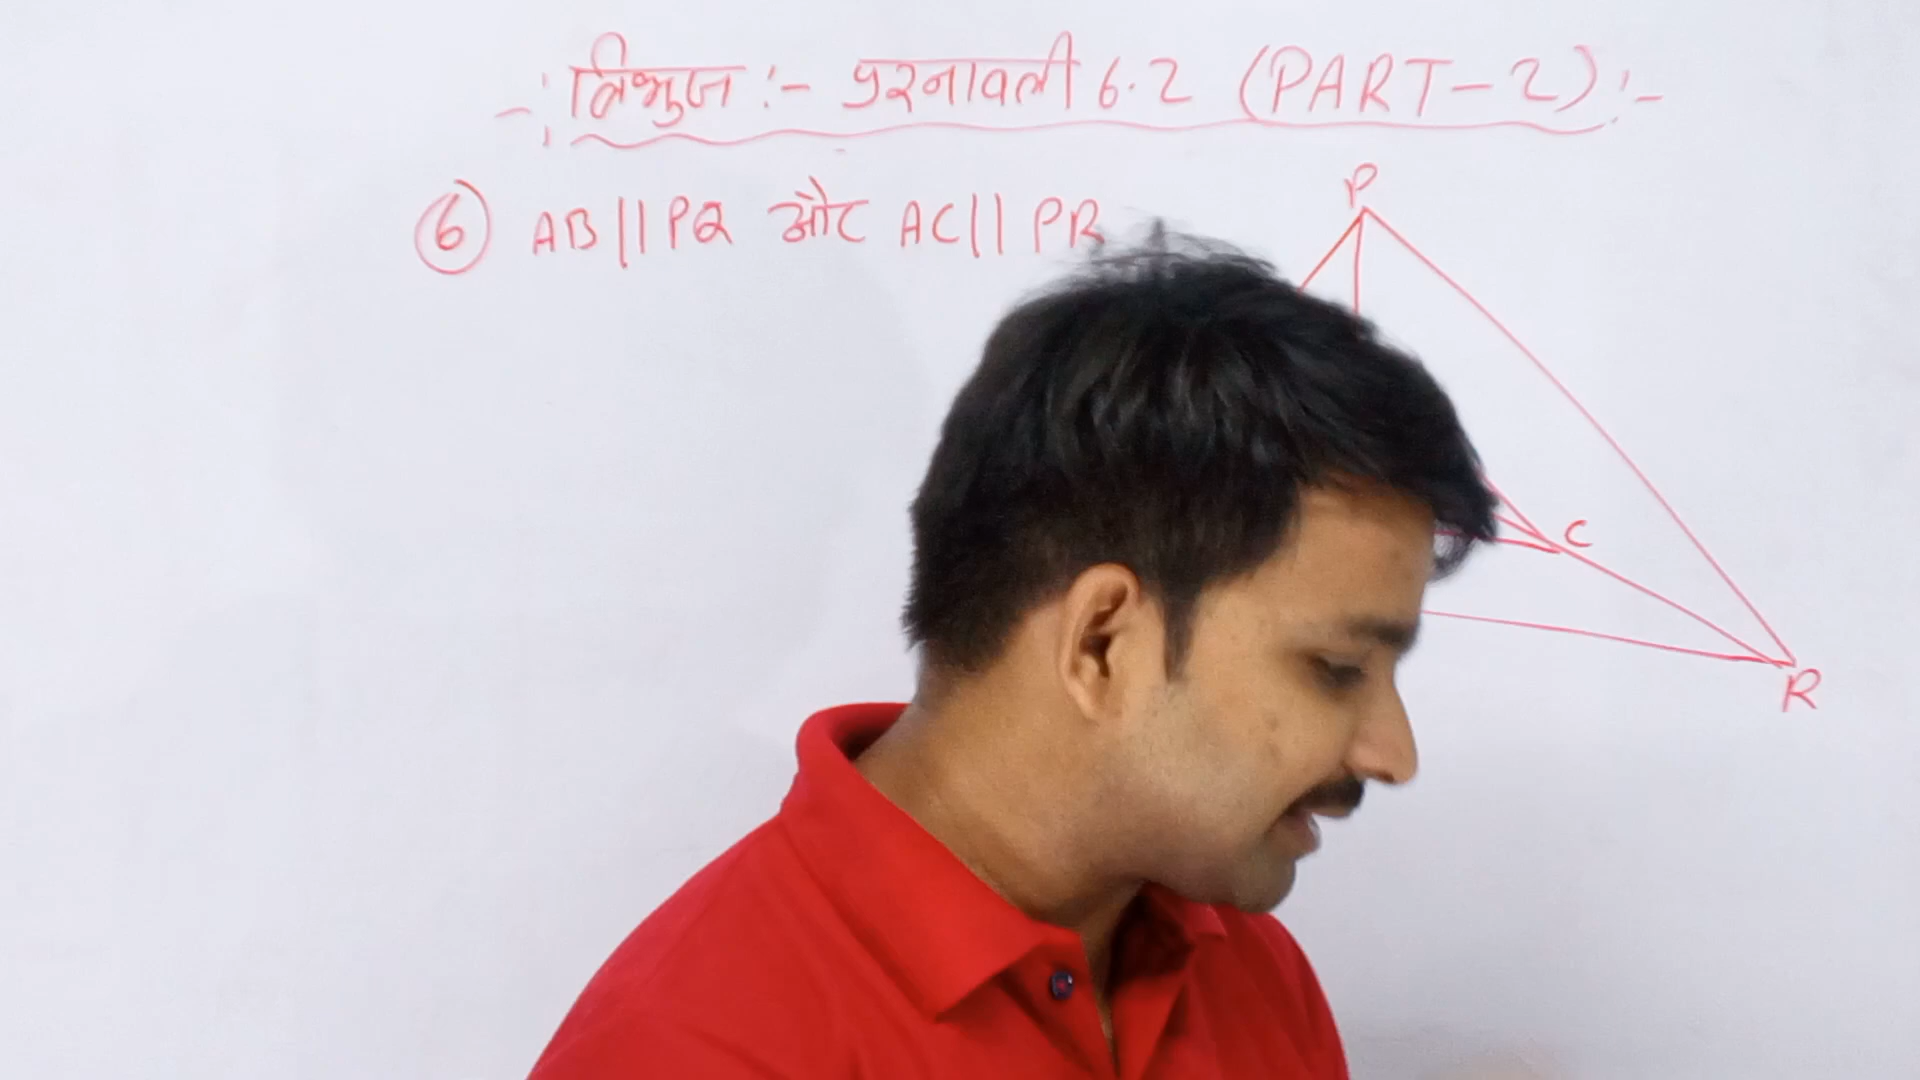 -: त्रिभुज :- प्रश्नावली 6.2 (PART-2) :-
6 AB || PQ और AC || PR
P
C
R